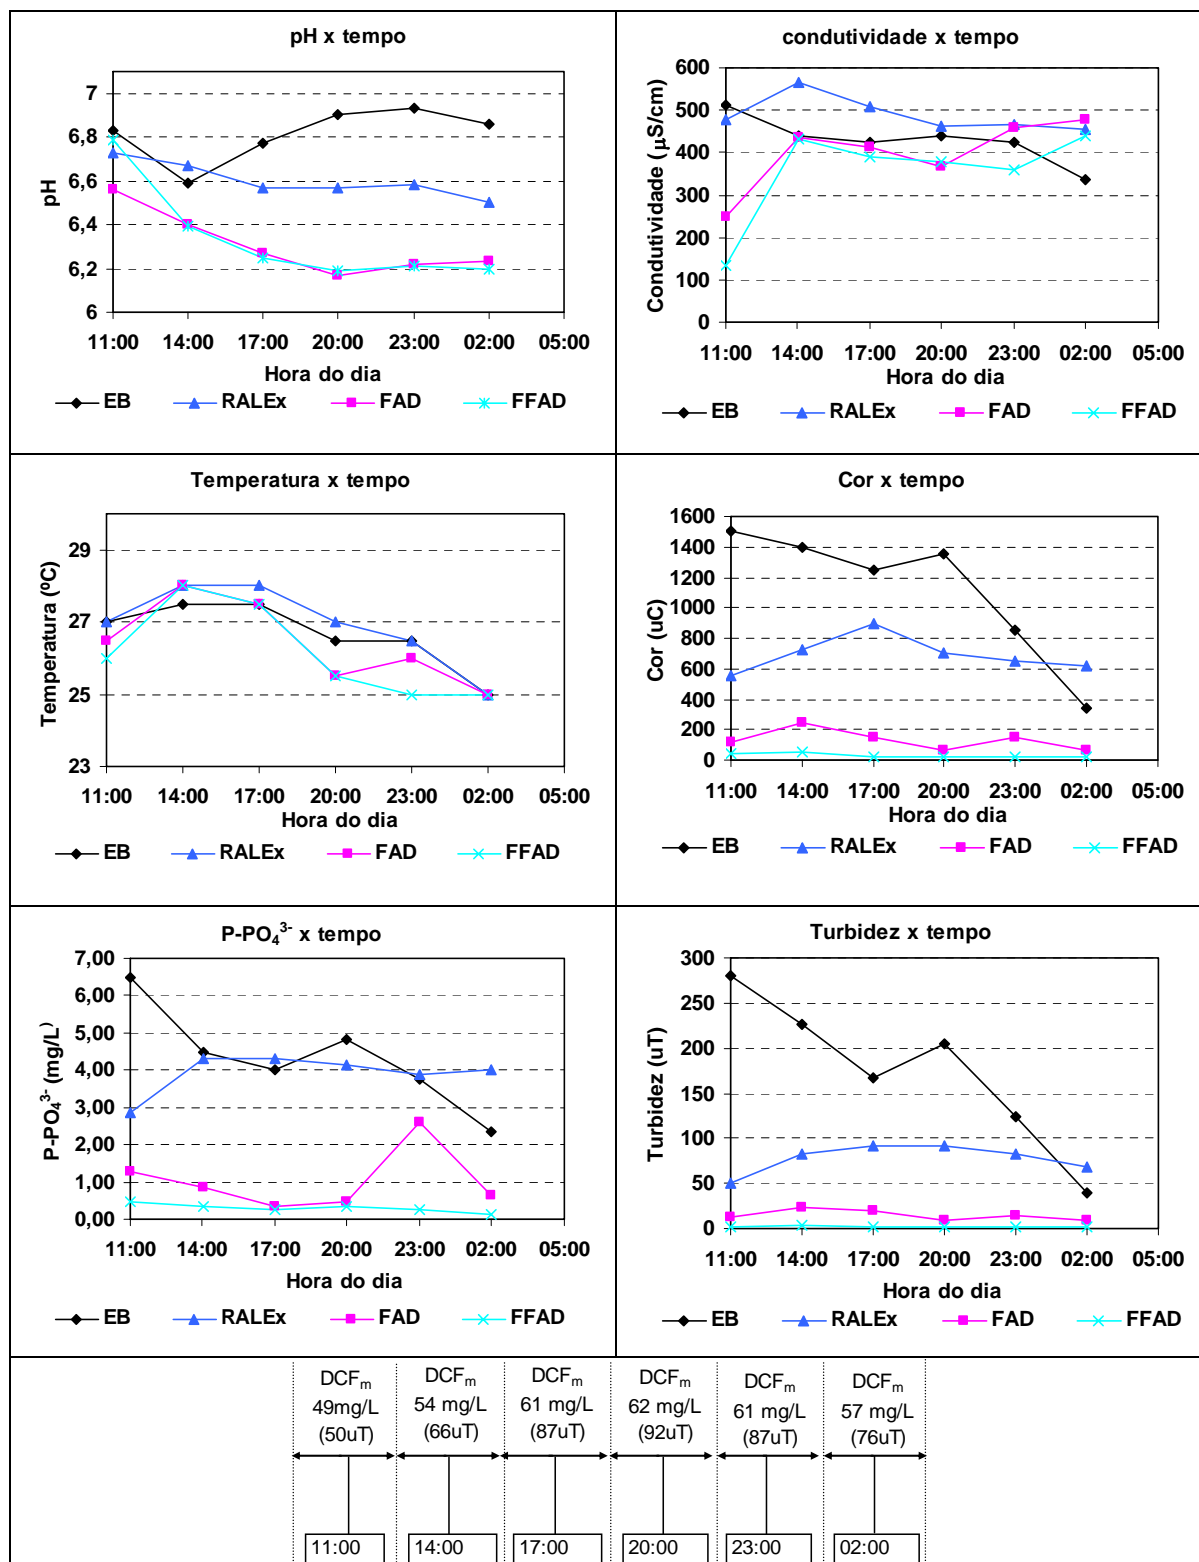 pH x tempo
7
6,8
6,6
6,4
6,2
6
pH
11:00 14:00 17:00 20:00 23:00 02:00 05:00
Hora do dia
EB RALEx FAD FFAD
condutividade x tempo
600
500
400
300
200
100
0
Condutividade (µS/cm)
11:00 14:00 17:00 20:00 23:00 02:00 05:00
Hora do dia
EB RALEx FAD FFAD
Temperatura x tempo
29
27
25
23
Temperatura (ºC)
11:00 14:00 17:00 20:00 23:00 02:00 05:00
Hora do dia
EB RALEx FAD FFAD
Cor x tempo
1600
1400
1200
1000
800
600
400
200
0
Cor (uC)
11:00 14:00 17:00 20:00 23:00 02:00 05:00
Hora do dia
EB RALEx FAD FFAD
P-PO₄³⁻ x tempo
7,00
6,00
5,00
4,00
3,00
2,00
1,00
0,00
P-PO₄³⁻ (mg/L)
11:00 14:00 17:00 20:00 23:00 02:00 05:00
Hora do dia
EB RALEx FAD FFAD
Turbidez x tempo
300
250
200
150
100
50
0
Turbidez (uT)
11:00 14:00 17:00 20:00 23:00 02:00 05:00
Hora do dia
EB RALEx FAD FFAD
DCFₘ DCFₘ DCFₘ DCFₘ DCFₘ DCFₘ
49mg/L 54 mg/L 61 mg/L 62 mg/L 61 mg/L 57 mg/L
(50uT) (66uT) (87uT) (92uT) (87uT) (76uT)
11:00 14:00 17:00 20:00 23:00 02:00